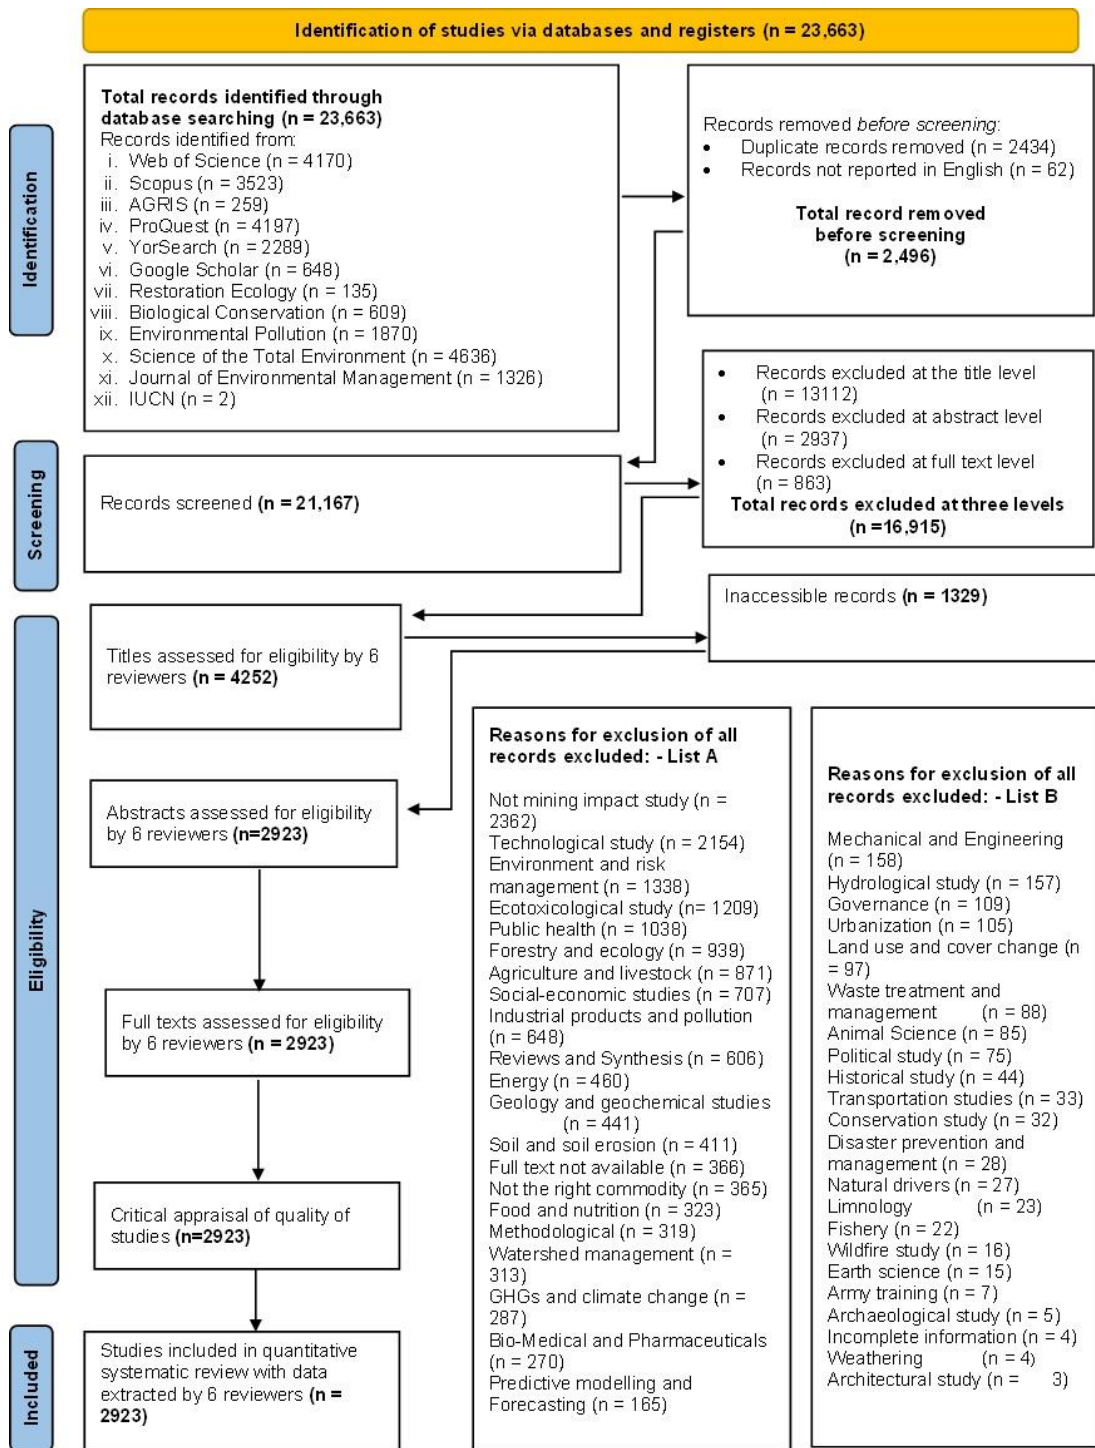 Identification of studies via databases and registers (n = 23,663)
Identification
Total records identified through
database searching (n = 23,663)
Records identified from:
i. Web of Science (n = 4170)
ii. Scopus (n = 3523)
iii. AGRIS (n = 259)
iv. ProQuest (n = 4197)
v. YorSearch (n = 2289)
vi. Google Scholar (n = 648)
vii. Restoration Ecology (n = 135)
viii. Biological Conservation (n = 609)
ix. Environmental Pollution (n = 1870)
x. Science of the Total Environment (n = 4636)
xi. Journal of Environmental Management (n = 1326)
xii. IUCN (n = 2)
Records removed before screening:
• Duplicate records removed (n = 2434)
• Records not reported in English (n = 62)
Total record removed
before screening
(n = 2,496)
Screening
Records screened (n = 21,167)
• Records excluded at the title level
(n = 13112)
• Records excluded at abstract level
(n = 2937)
• Records excluded at full text level
(n = 863)
Total records excluded at three levels
(n =16,915)
Eligibility
Titles assessed for eligibility by 6
reviewers (n = 4252)
Inaccessible records (n = 1329)
Abstracts assessed for eligibility
by 6 reviewers (n=2923)
Full texts assessed for eligibility
by 6 reviewers (n = 2923)
Critical appraisal of quality of
studies (n=2923)
Included
Studies included in quantitative
systematic review with data
extracted by 6 reviewers (n =
2923)
Reasons for exclusion of all
records excluded: - List A
Not mining impact study (n =
2362)
Technological study (n = 2154)
Environment and risk
management (n = 1338)
Ecotoxicological study (n= 1209)
Public health (n = 1038)
Forestry and ecology (n = 939)
Agriculture and livestock (n = 871)
Social-economic studies (n = 707)
Industrial products and pollution
(n = 648)
Reviews and Synthesis (n = 606)
Energy (n = 460)
Geology and geochemical studies
(n = 441)
Soil and soil erosion (n = 411)
Full text not available (n = 366)
Not the right commodity (n = 365)
Food and nutrition (n = 323)
Methodological (n = 319)
Watershed management (n =
313)
GHGs and climate change (n =
287)
Bio-Medical and Pharmaceuticals
(n = 270)
Predictive modelling and
Forecasting (n = 165)
Reasons for exclusion of all
records excluded: - List B
Mechanical and Engineering
(n = 158)
Hydrological study (n = 157)
Governance (n = 109)
Urbanization (n = 105)
Land use and cover change (n
= 97)
Waste treatment and
management (n = 88)
Animal Science (n = 85)
Political study (n = 75)
Historical study (n = 44)
Transportation studies (n = 33)
Conservation study (n = 32)
Disaster prevention and
management (n = 28)
Natural drivers (n = 27)
Limnology (n = 23)
Fishery (n = 22)
Wildfire study (n = 16)
Earth science (n = 15)
Army training (n = 7)
Archaeological study (n = 5)
Incomplete information (n = 4)
Weathering (n = 4)
Architectural study (n = 3)